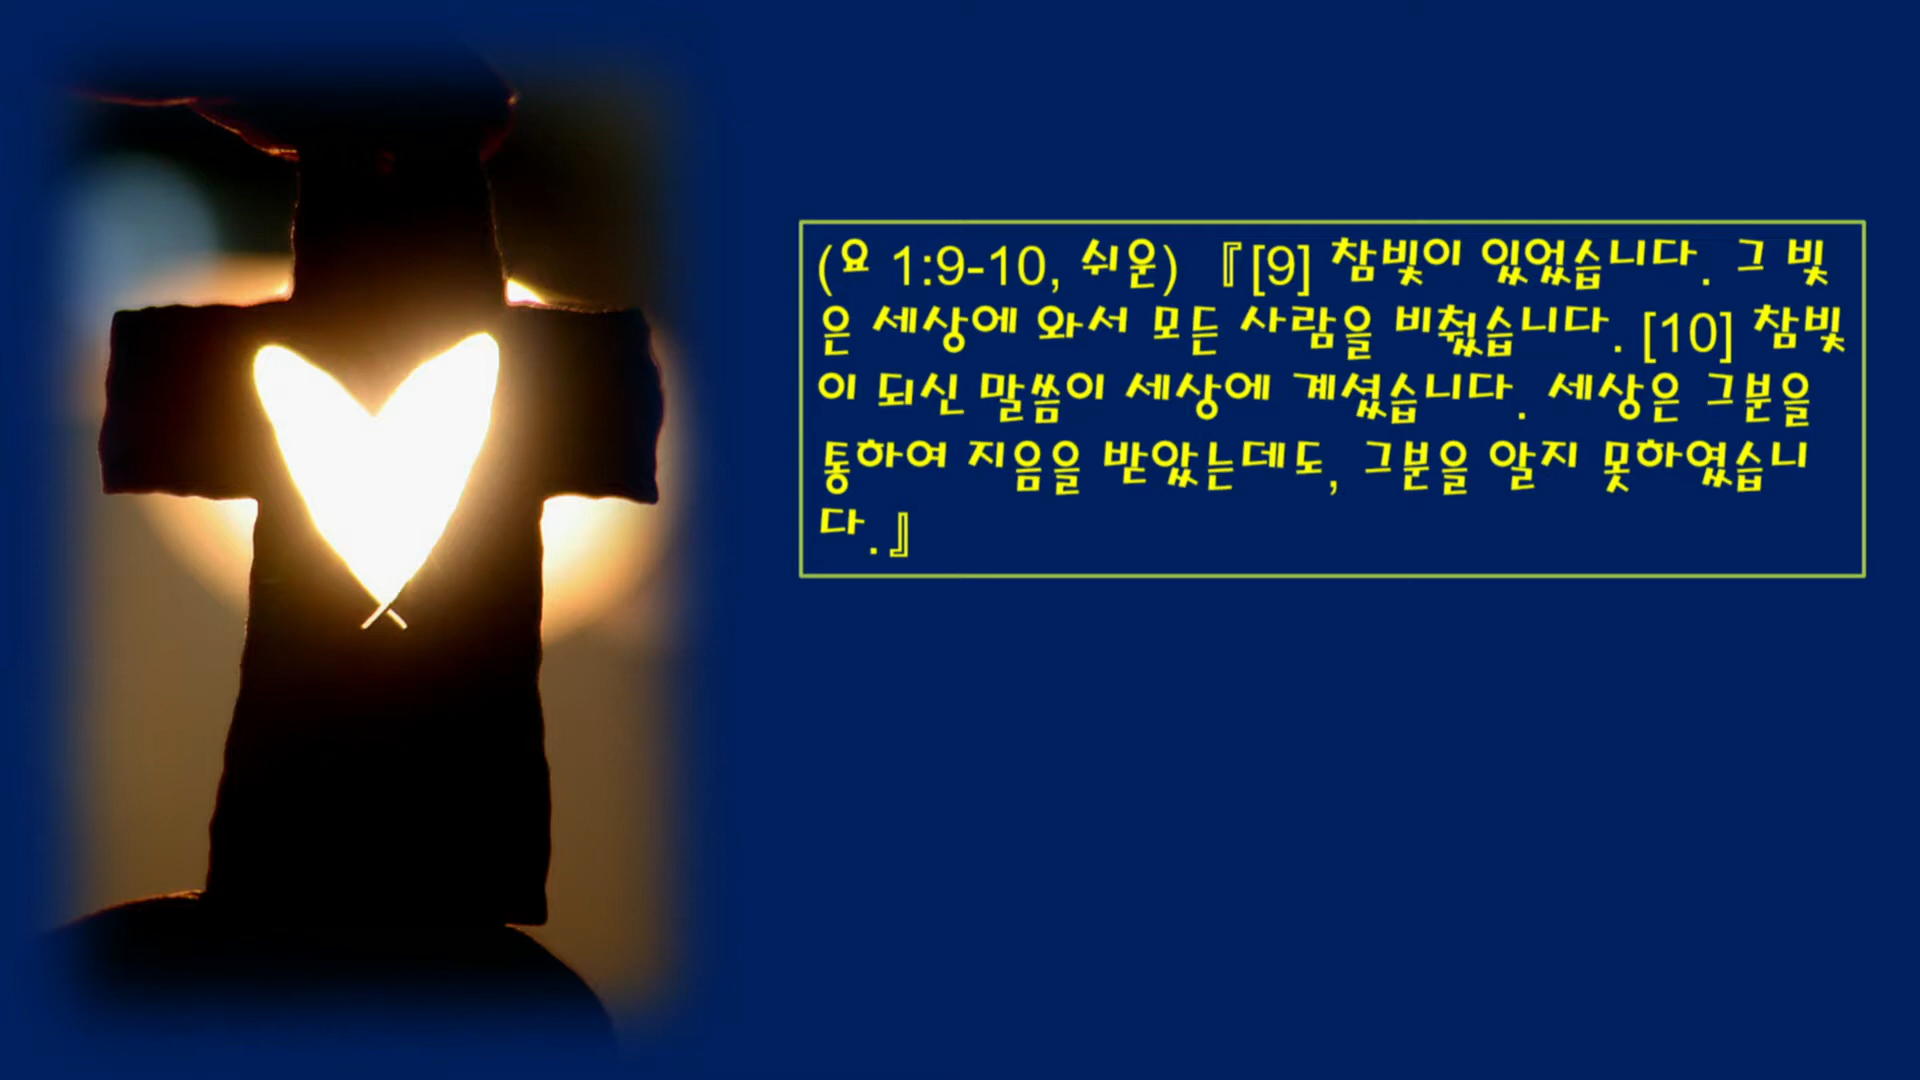 (요 1:9-10, 쉬운) 『[9] 참빛이 있었습니다. 그 빛
은 세상에 와서 모든 사람을 비췄습니다. [10] 참빛
이 되신 말씀이 세상에 계셨습니다. 세상은 그분을
통하여 지음을 받았는데도, 그분을 알지 못하였습니
다.』